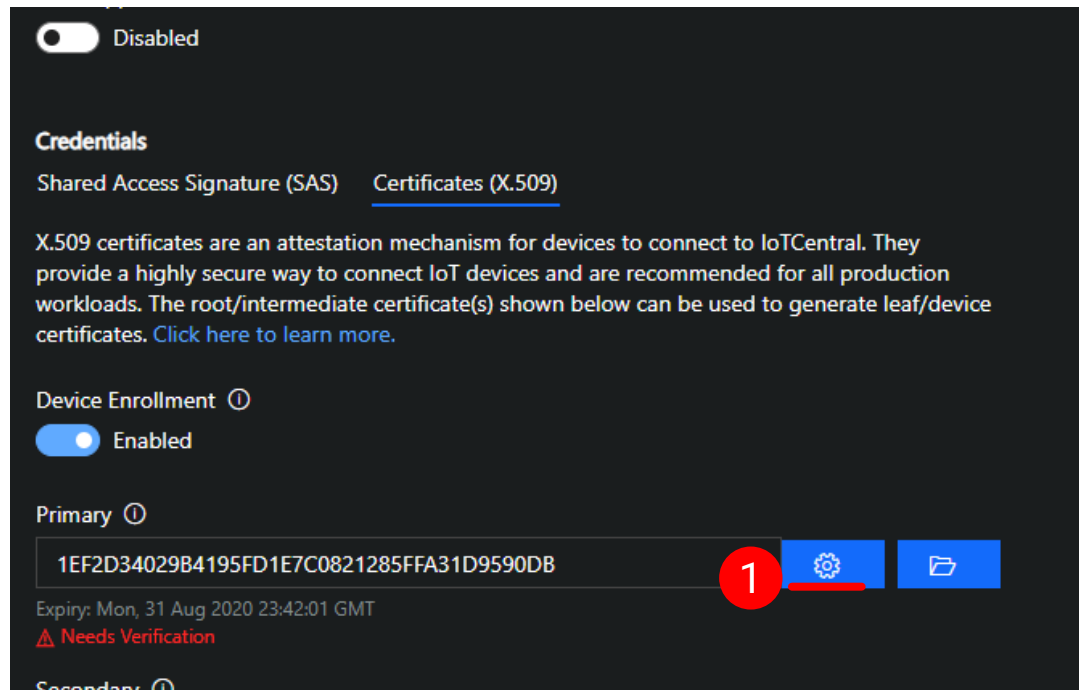 Disabled
Credentials
Shared Access Signature (SAS) Certificates (X.509)
X.509 certificates are an attestation mechanism for devices to connect to IoTCentral. They
provide a highly secure way to connect IoT devices and are recommended for all production
workloads. The root/intermediate certificate(s) shown below can be used to generate leaf/device
certificates. Click here to learn more.
Device Enrollment
Enabled
Primary
1EF2D34029B4195FD1E7C0821285FFA31D9590DB
1
Expiry: Mon, 31 Aug 2020 23:42:01 GMT
Needs Verification
Secondary